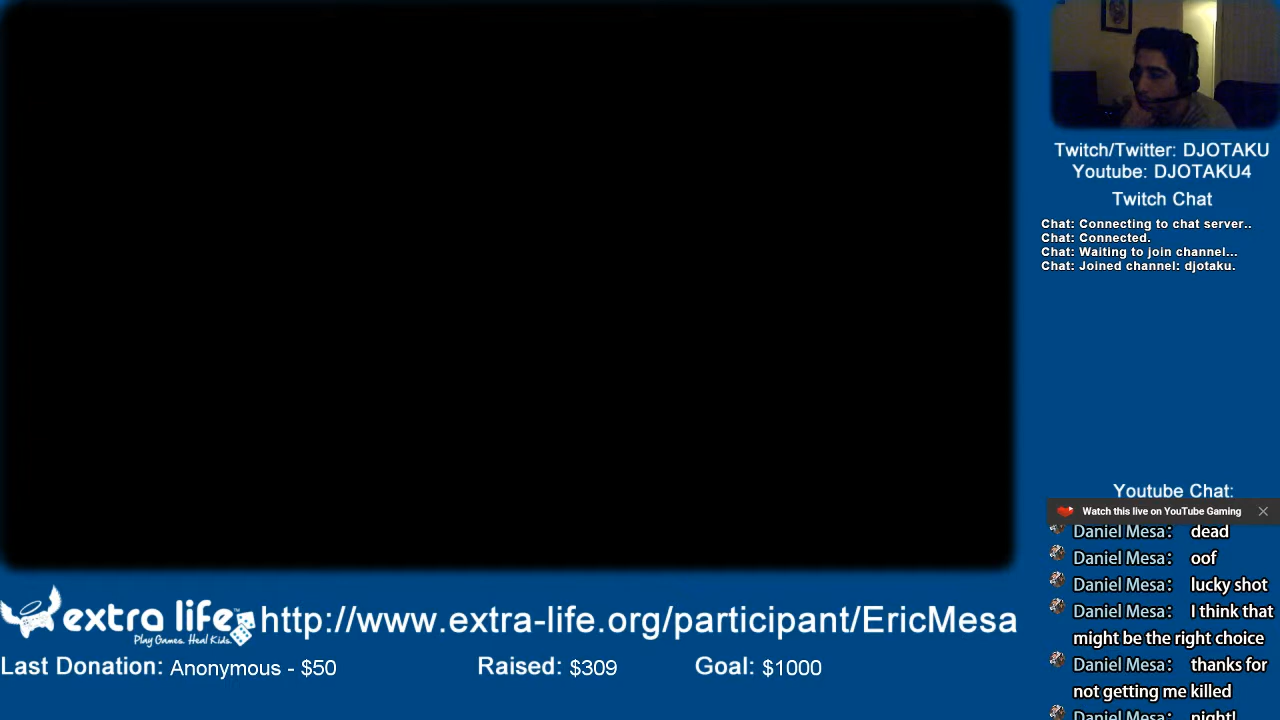 Twitch/Twitter: DJOTAKU
Youtube: DJOTAKU4
Twitch Chat
Chat: Connecting to chat server..
Chat: Connected.
Chat: Waiting to join channel...
Chat: Joined channel: djotaku.
Youtube Chat:
Watch this live on YouTube Gaming
Daniel Mesa: dead
Daniel Mesa: oof
Daniel Mesa: lucky shot
Daniel Mesa: I think that
might be the right choice
Daniel Mesa: thanks for
not getting me killed
Daniel Mesa: night!
extra life
Play Games. Heal Kids.
http://www.extra-life.org/participant/EricMesa
Last Donation: Anonymous - $50
Raised: $309
Goal: $1000